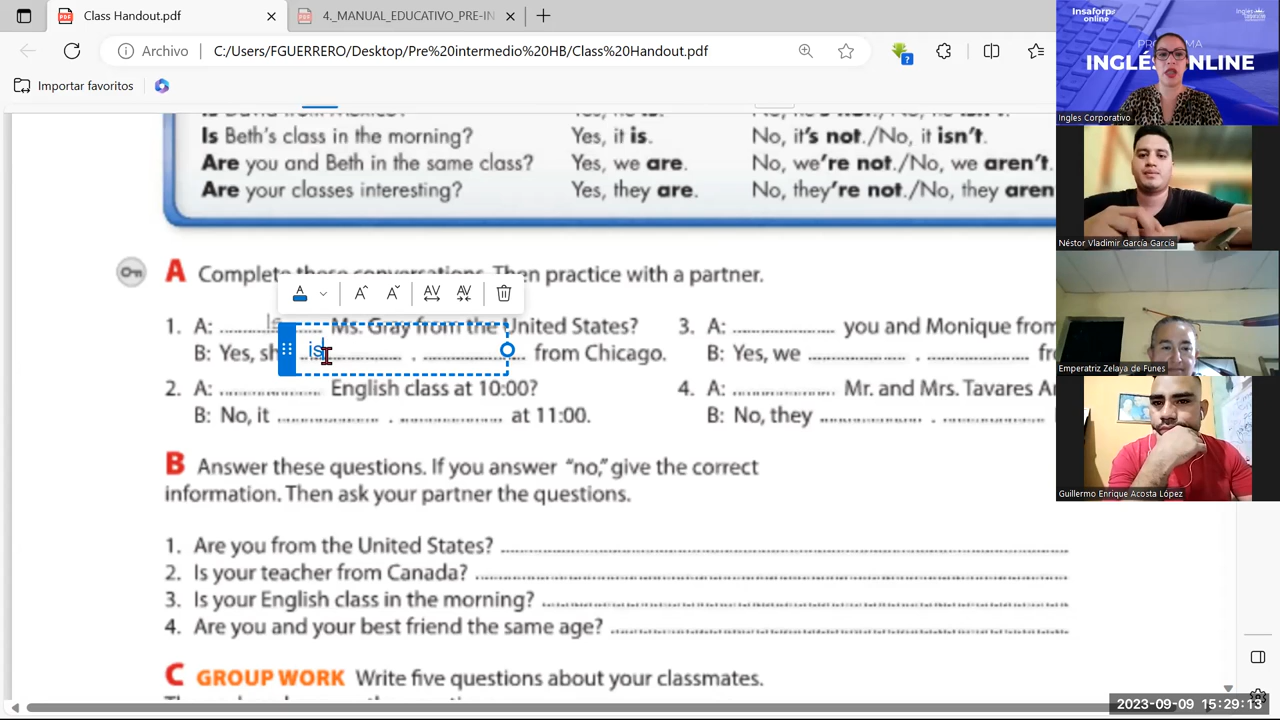 Class Handout.pdf
4._MANUAL EDUCATIVO_PRE-IN
Archivo
C:/Users/FGUERRERO/Desktop/Pre%20intermedio%20HB/Class%20Handout.pdf
Importar favoritos
Is Beth's class in the morning? Yes, it is. No, it's not./No, it isn't.
Are you and Beth in the same class? Yes, we are. No, we're not./No, we aren't.
Are your classes interesting? Yes, they are. No, they're not./No, they aren
A Complete these conversations. Then practice with a partner.
1. A: .......... Is .......... Ms. Gray from the United States?
B: Yes, sh is .......... . .......... from Chicago.
2. A: .......... English class at 10:00?
B: No, it .......... . .......... at 11:00.
3. A: .......... you and Monique from
B: Yes, we .......... . .......... fr
4. A: .......... Mr. and Mrs. Tavares A
B: No, they .......... . ..........
B Answer these questions. If you answer "no," give the correct
information. Then ask your partner the questions.
1. Are you from the United States?
2. Is your teacher from Canada?
3. Is your English class in the morning?
4. Are you and your best friend the same age?
C GROUP WORK Write five questions about your classmates.
Insaforp
online
INGLÉS ONLINE
Ingles Corporativo
Néstor Vladimir García García
Emperatriz Zelaya de Funes
Guillermo Enrique Acosta López
2023-09-09 15:29:13